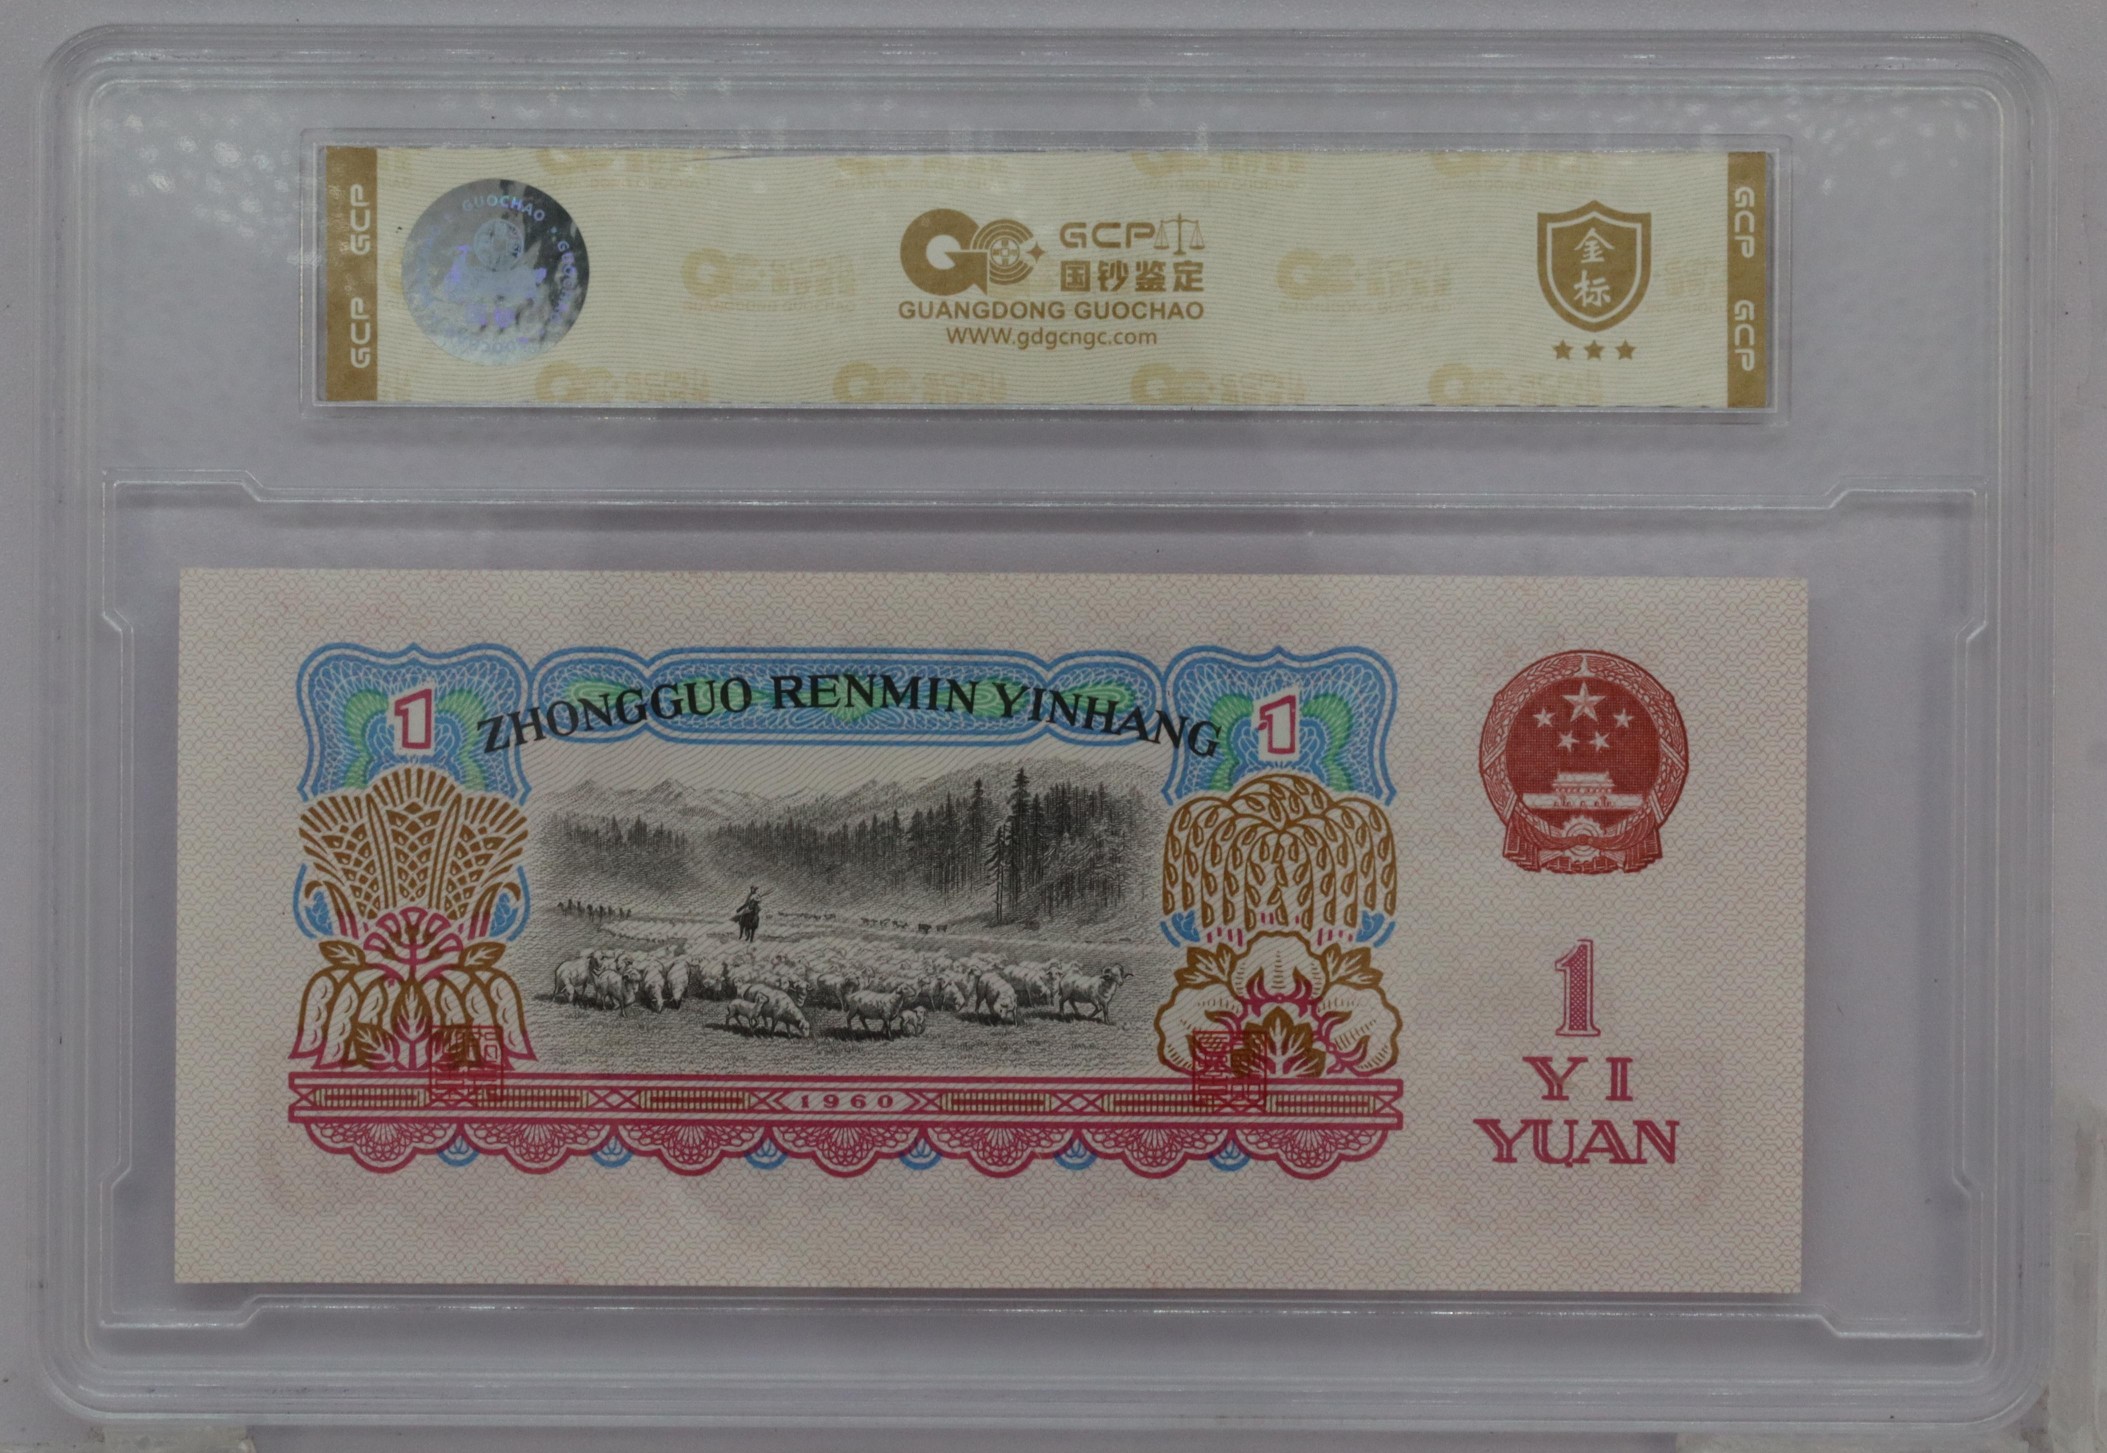 GCP GCP
GUOCHAO
GCP
国钞鉴定
GUANGDONG GUOCHAO
WWW.gdgcngc.com
金标
GCP GCP
ZHONGGUO RENMIN YINHANG
1
1
1960
1
YI
YUAN